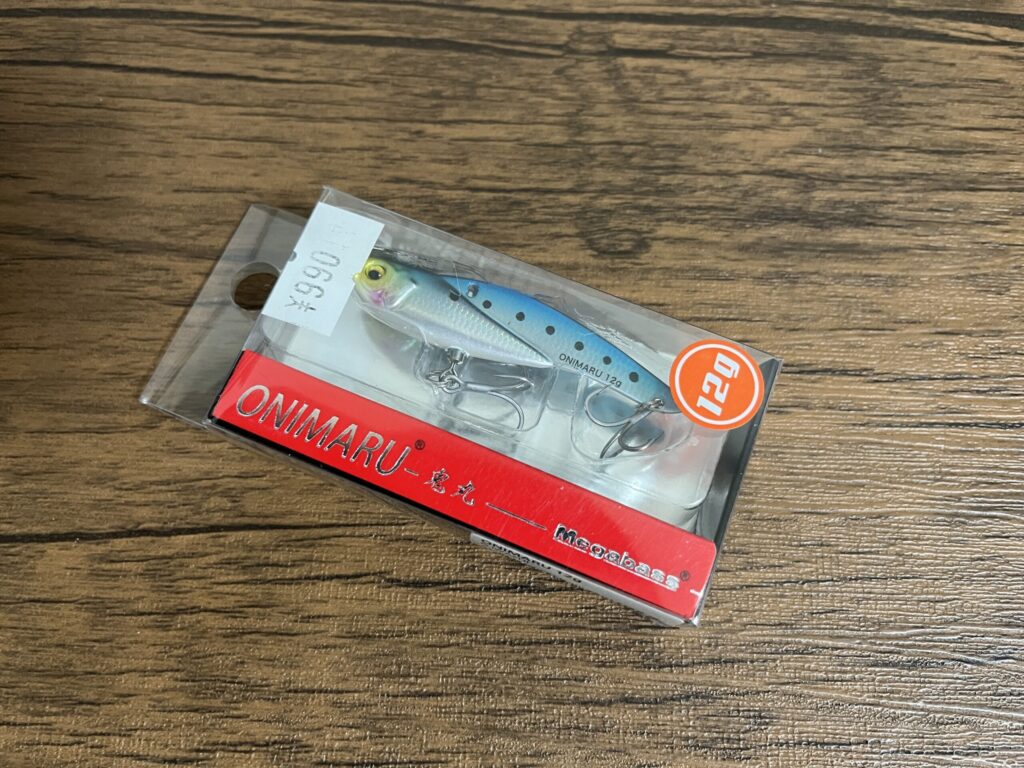 ¥990
ONIMARU 12g
12g
ONIMARU®
鬼丸
Megabass®